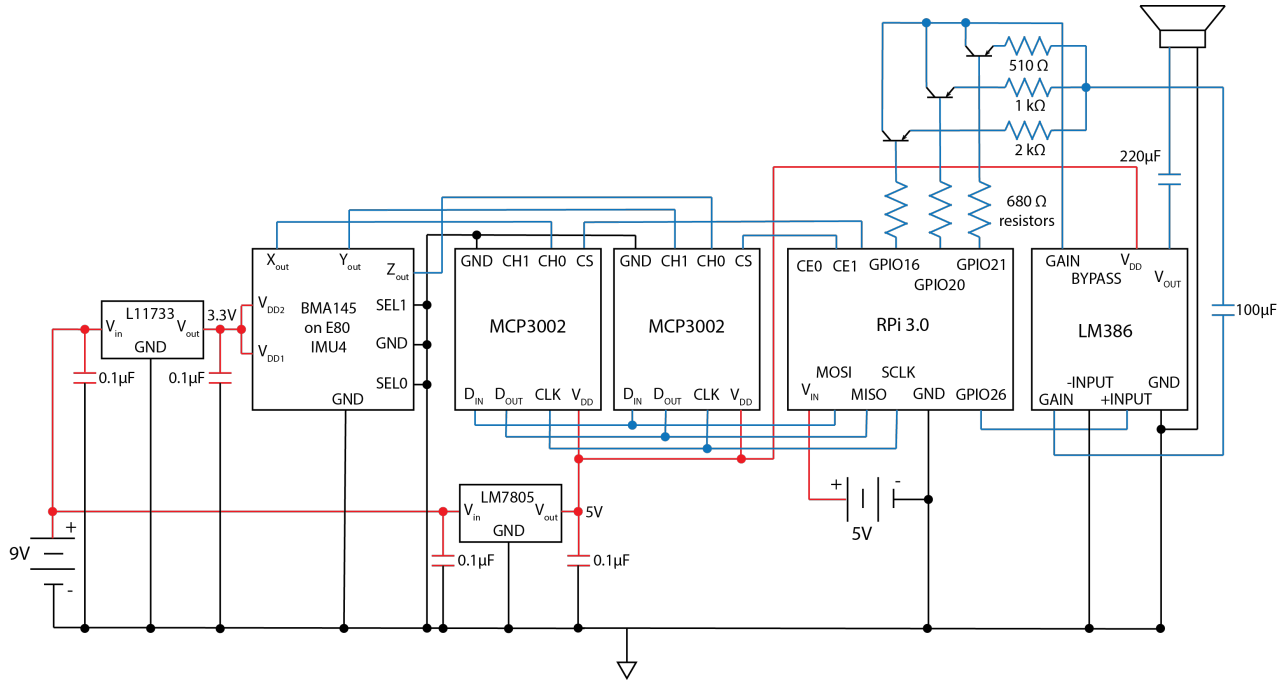 510 Ω
1 kΩ
2 kΩ
220µF
680 Ω
resistors
Xout
Yout
Zout
GND CH1 CH0 CS
GND CH1 CH0 CS
CE0 CE1 GPIO16 GPIO21
GPIO20
GAIN VDD
BYPASS VOUT
L11733
Vin Vout
GND
3.3V
VDD2
VDD1
BMA145
on E80
IMU4
SEL1
GND
SEL0
GND
MCP3002
MCP3002
RPi 3.0
LM386
100µF
0.1µF
0.1µF
DIN DOUT CLK VDD
DIN DOUT CLK VDD
MOSI SCLK
VIN MISO GND GPIO26
-INPUT GND
GAIN +INPUT
LM7805
Vin Vout
GND
5V
+ -
5V
+
9V
-
0.1µF
0.1µF